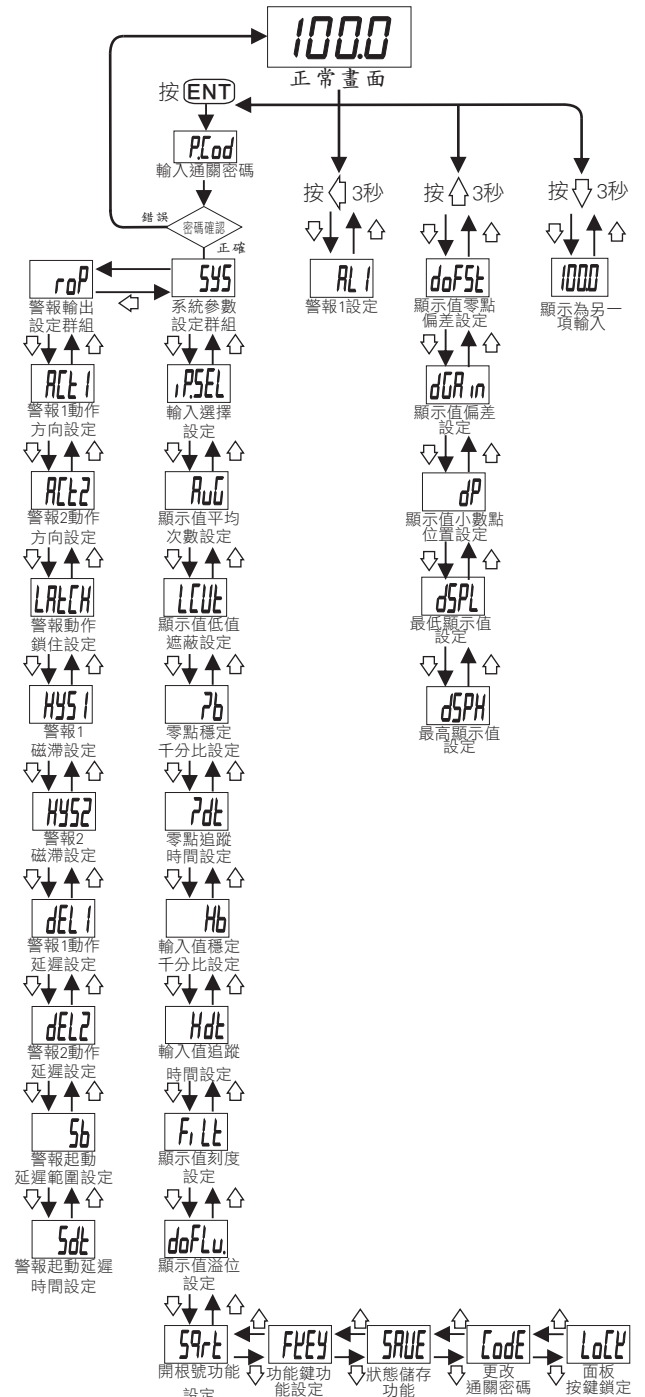 100.0
正常畫面
按 ENT
P.Cod
輸入通關密碼
錯誤
密碼確認
正確
按 3秒
AL1
警報1設定
按 3秒
doFSt
顯示值零點
偏差設定
dGAin
顯示值偏差
設定
dP
顯示值小數點
位置設定
dSPL
最低顯示值
設定
dSPH
最高顯示值
設定
按 3秒
100.0
顯示為另一
項輸入
roP
警報輸出
設定群組
ACt1
警報1動作
方向設定
ACt2
警報2動作
方向設定
LAtCH
警報動作
鎖住設定
HYS1
警報1
磁滯設定
HYS2
警報2
磁滯設定
dEL1
警報1動作
延遲設定
dEL2
警報2動作
延遲設定
Sb
警報起動
延遲範圍設定
Sdt
警報起動延遲
時間設定
SYS
系統參數
設定群組
iP.SEL
輸入選擇
設定
AvG
顯示值平均
次數設定
LCUt
顯示值低值
遮蔽設定
零點穩定
千分比設定
零點追蹤
時間設定
Hb
輸入值穩定
千分比設定
Hdt
輸入值追蹤
時間設定
FiLt
顯示值刻度
設定
doFLu.
顯示值溢位
設定
Sqrt
開根號功能
設定
FKEY
功能鍵功
能設定
SAVE
狀態儲存
功能
CodE
更改
通關密碼
LoCK
面板
按鍵鎖定